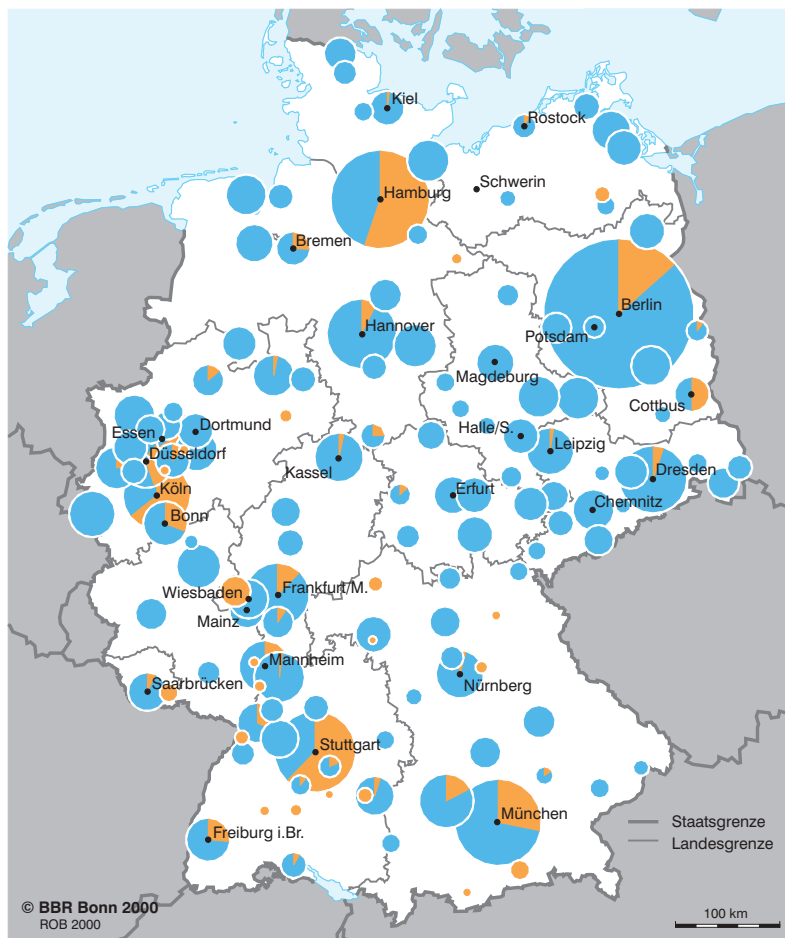 Kiel
Rostock
Hamburg
Schwerin
Bremen
Berlin
Hannover
Potsdam
Magdeburg
Cottbus
Dortmund
Essen
Halle/S.
Leipzig
Düsseldorf
Kassel
Dresden
Köln
Erfurt
Chemnitz
Bonn
Wiesbaden
Frankfurt/M.
Mainz
Mannheim
Saarbrücken
Nürnberg
Stuttgart
München
Staatsgrenze
Freiburg i.Br.
Landesgrenze
© BBR Bonn 2000
ROB 2000
100 km